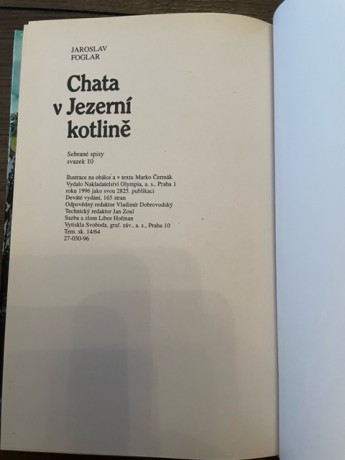 JAROSLAV
FOGLAR
Chata
v Jezerní
kotlině
Sebrané spisy
svazek 10
Ilustrace na obálce a v textu Marko Čermák
Vydalo Nakladatelství Olympia, a. s., Praha 1
roku 1996 jako svou 2825. publikaci
Deváté vydání, 165 stran
Odpovědný redaktor Vladimír Dobrovodský
Technický redaktor Jan Zoul
Sazba a zlom Libor Hofman
Vytiskla Svoboda, graf. záv., a. s., Praha 10
Tem. sk. 14/64
27-030-96